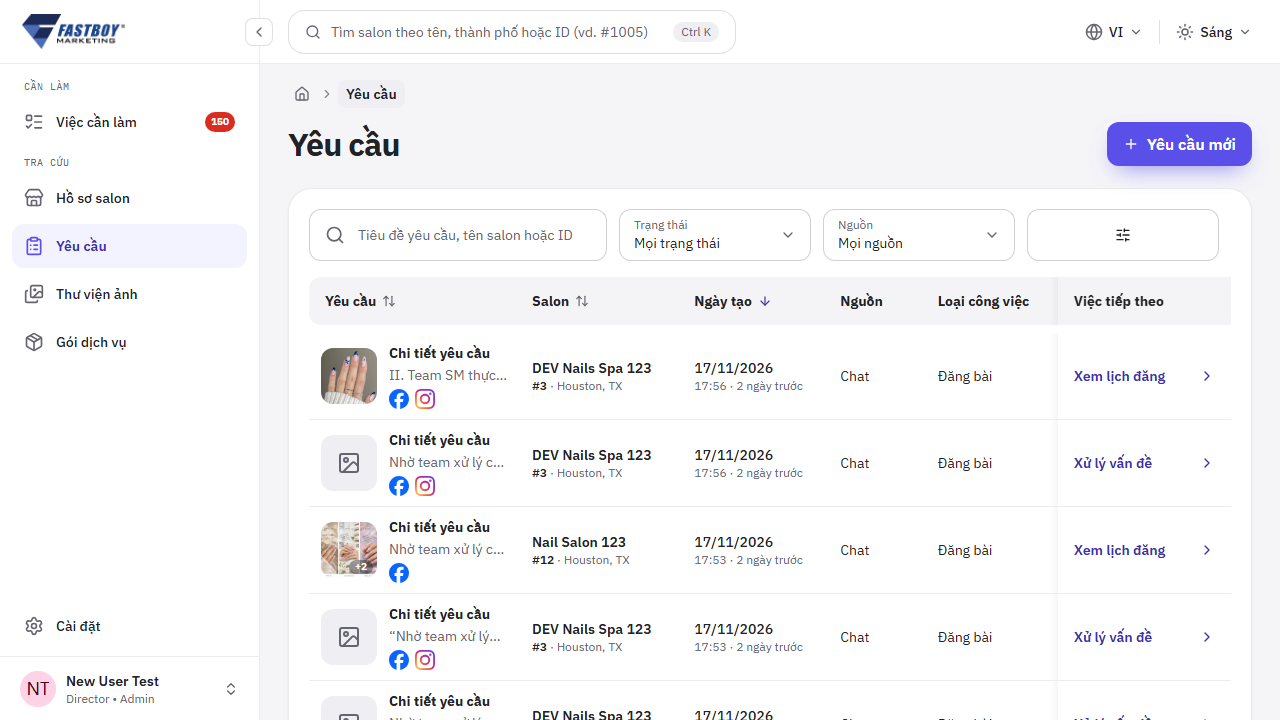 FASTBOY
MARKETING
Tìm salon theo tên, thành phố hoặc ID (vd. #1005)
Ctrl K
VI
Sáng
CẦN LÀM
Việc cần làm
150
TRA CỨU
Hồ sơ salon
Yêu cầu
Thư viện ảnh
Gói dịch vụ
Cài đặt
NT
New User Test
Director • Admin
Yêu cầu
Yêu cầu
Yêu cầu mới
Tiêu đề yêu cầu, tên salon hoặc ID
Trạng thái
Mọi trạng thái
Nguồn
Mọi nguồn
Yêu cầu
Salon
Ngày tạo
Nguồn
Loại công việc
Việc tiếp theo
Chi tiết yêu cầu
II. Team SM thực...
DEV Nails Spa 123
#3 · Houston, TX
17/11/2026
17:56 · 2 ngày trước
Chat
Đăng bài
Xem lịch đăng
Chi tiết yêu cầu
Nhờ team xử lý c...
DEV Nails Spa 123
#3 · Houston, TX
17/11/2026
17:56 · 2 ngày trước
Chat
Đăng bài
Xử lý vấn đề
+2
Chi tiết yêu cầu
Nhờ team xử lý c...
Nail Salon 123
#12 · Houston, TX
17/11/2026
17:53 · 2 ngày trước
Chat
Đăng bài
Xem lịch đăng
Chi tiết yêu cầu
“Nhờ team xử lý...
DEV Nails Spa 123
#3 · Houston, TX
17/11/2026
17:53 · 2 ngày trước
Chat
Đăng bài
Xử lý vấn đề
Chi tiết yêu cầu
DEV Nails Spa 123
17/11/2026